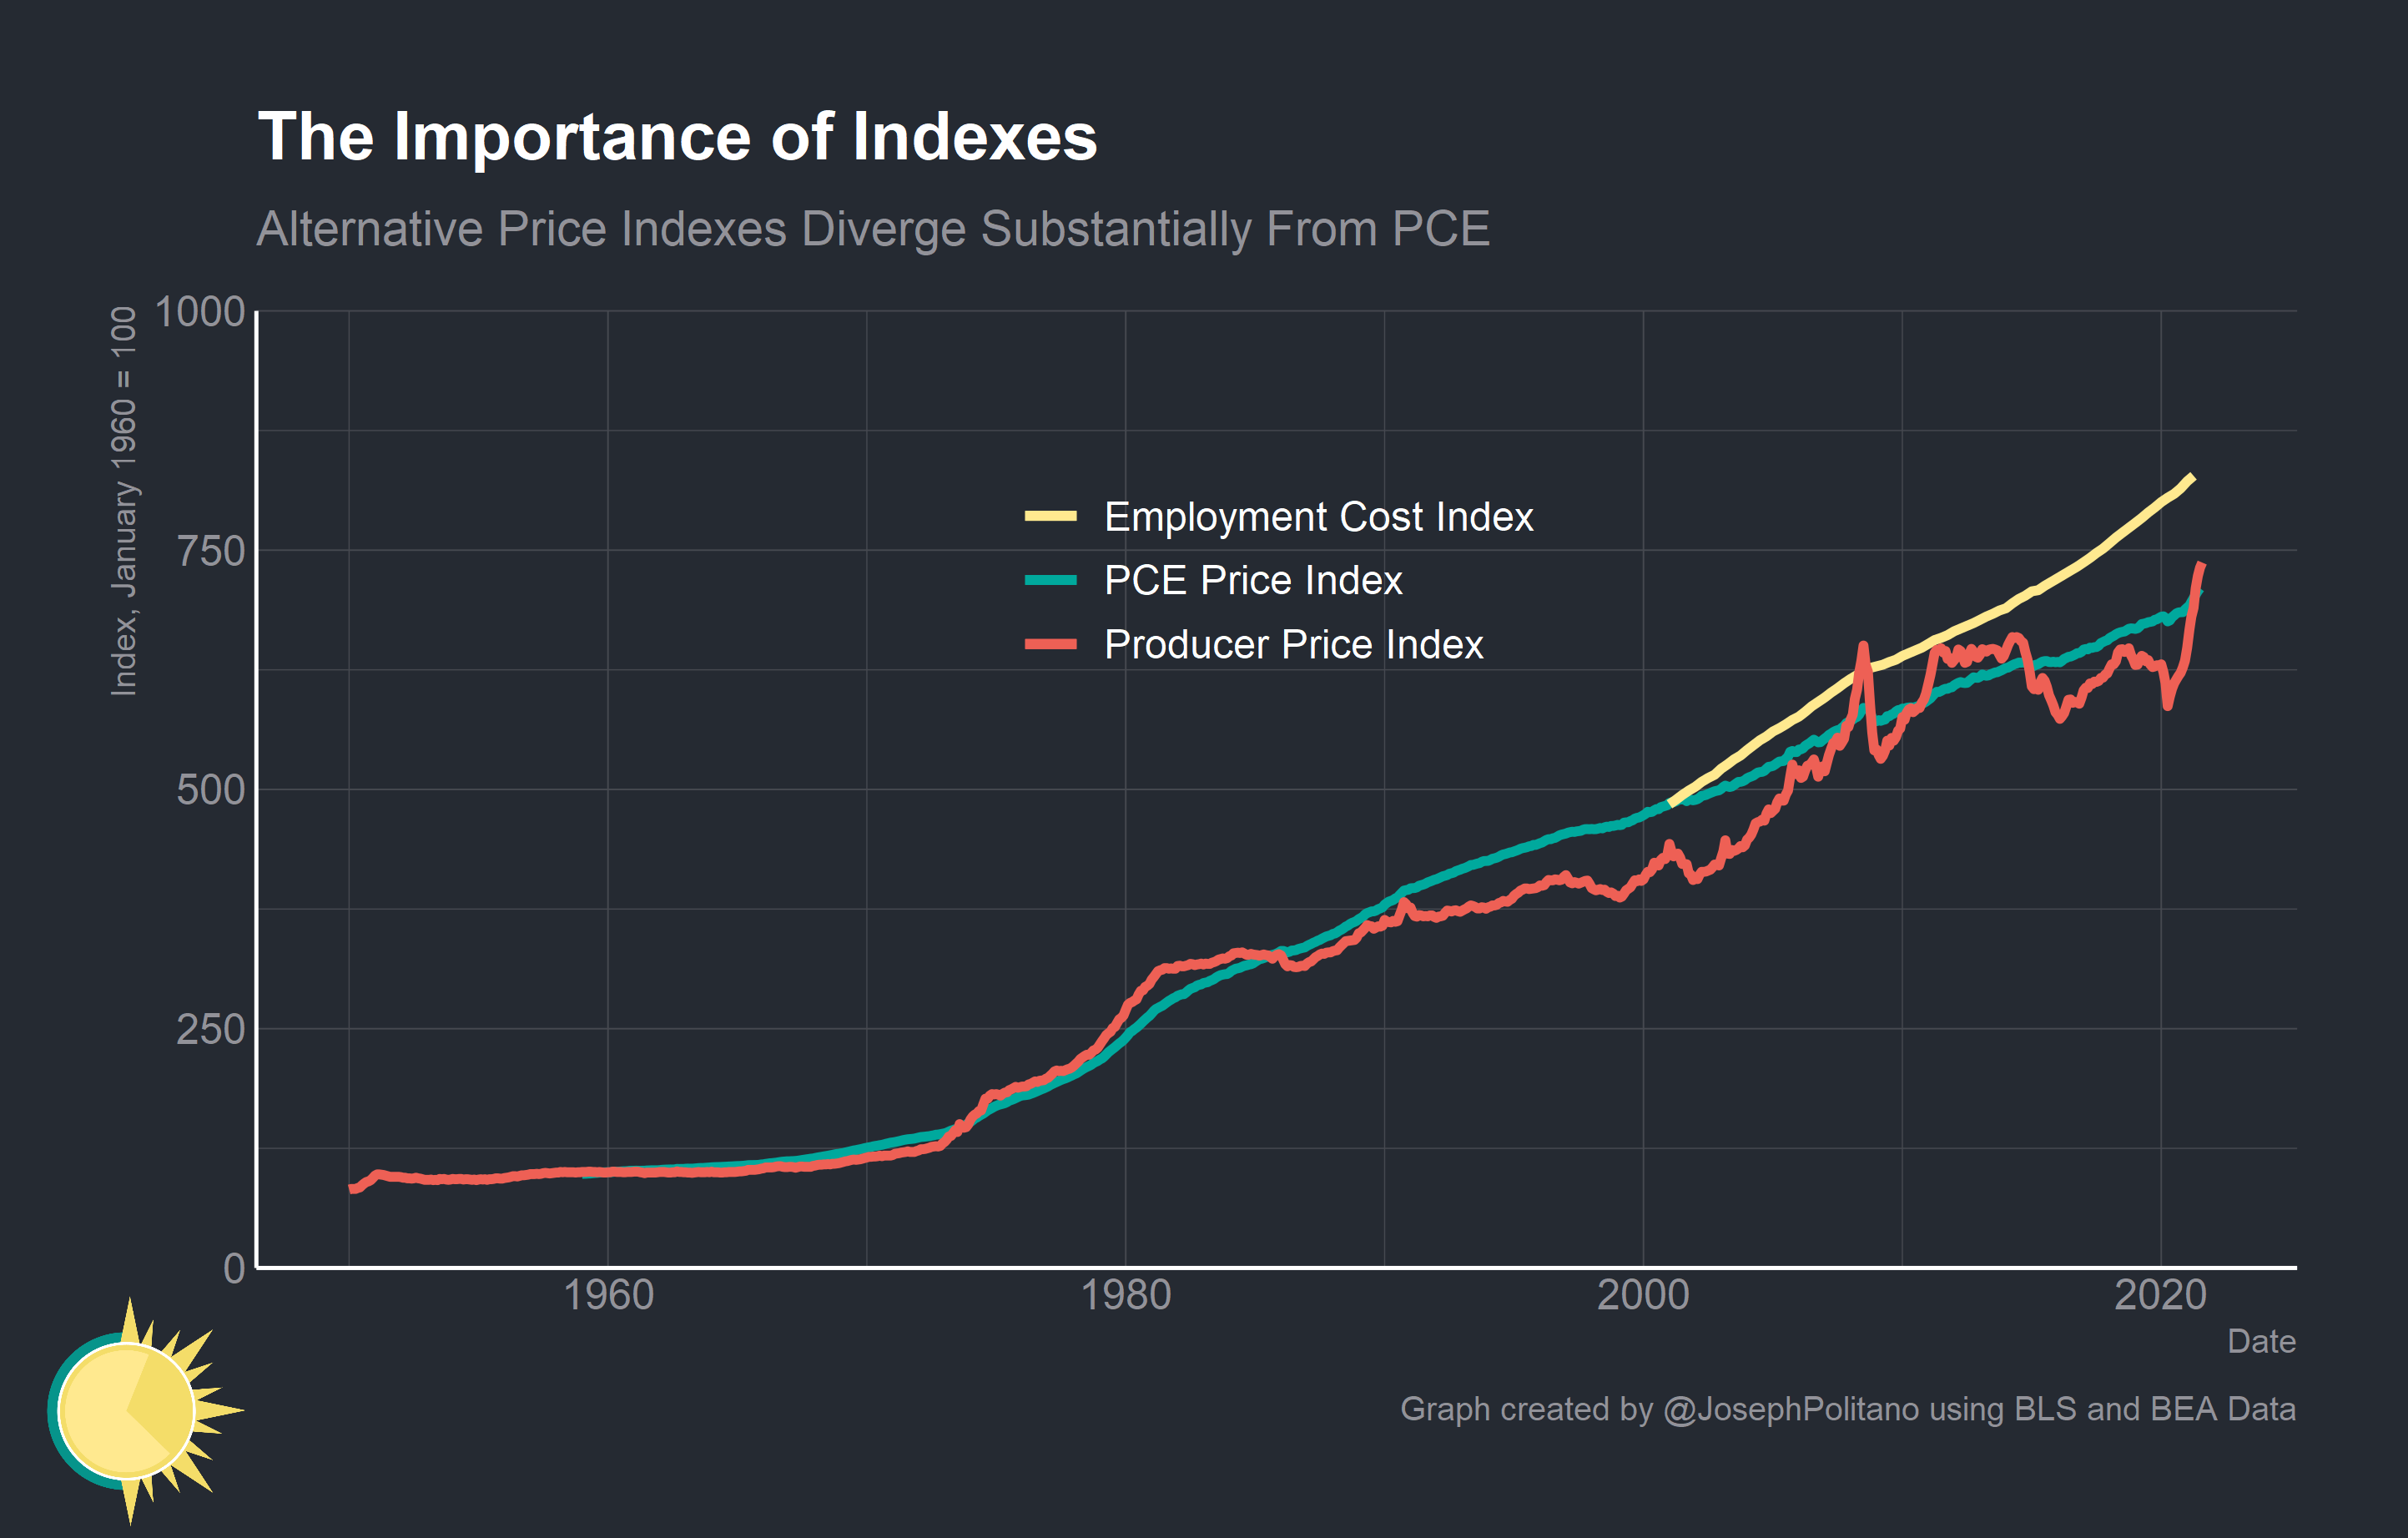 The Importance of Indexes
Alternative Price Indexes Diverge Substantially From PCE
Index, January 1960 = 100
1000
750
500
250
0
Employment Cost Index
PCE Price Index
Producer Price Index
1960
1980
2000
2020
Date
Graph created by @JosephPolitano using BLS and BEA Data